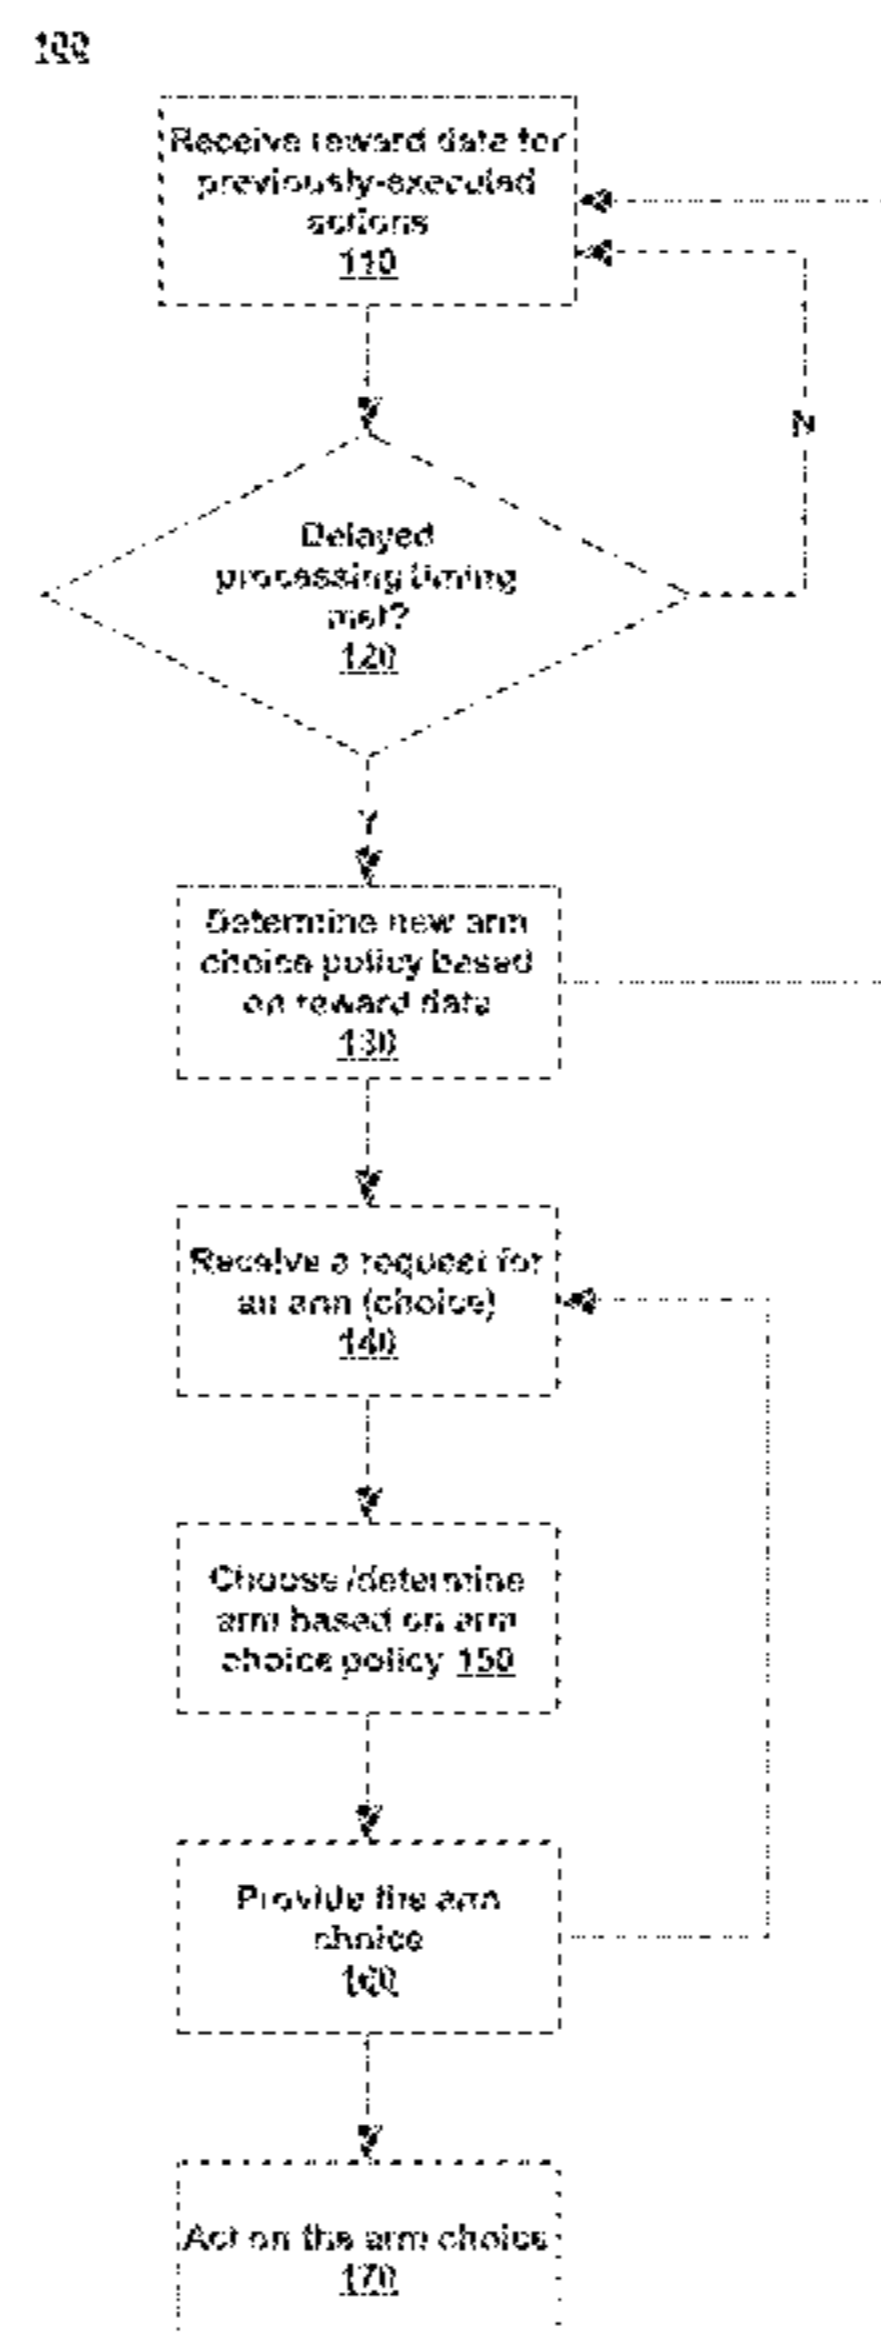 100
Receive reward data for
previously-executed
actions
110
N
Delayed
processing timing
met?
120
Y
Determine new arm
choice policy based
on reward data
130
Receive a request for
an arm (choice)
140
Choose /determine
arm based on arm
choice policy 150
Provide the arm
choice
160
Act on the arm choice
170